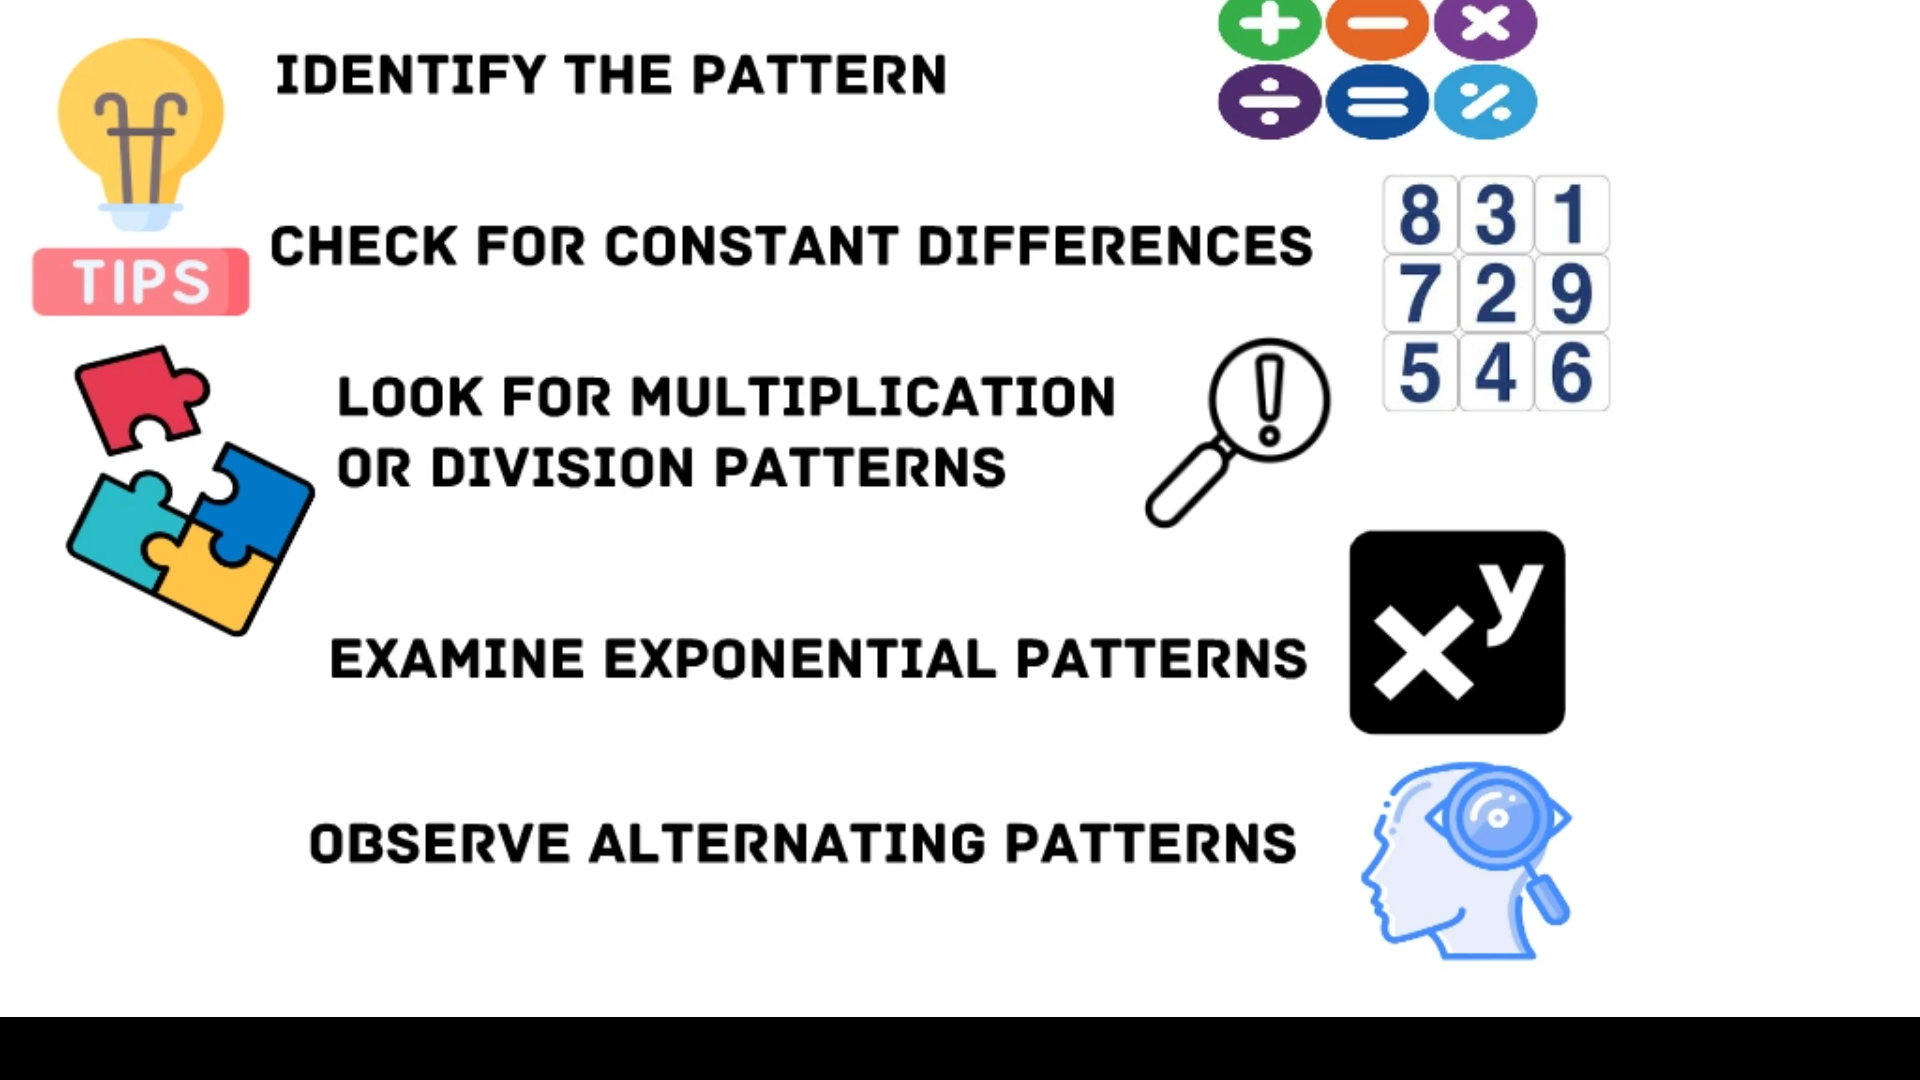 IDENTIFY THE PATTERN
TIPS
CHECK FOR CONSTANT DIFFERENCES
8 3 1
7 2 9
5 4 6
LOOK FOR MULTIPLICATION
OR DIVISION PATTERNS
EXAMINE EXPONENTIAL PATTERNS
x^y
OBSERVE ALTERNATING PATTERNS